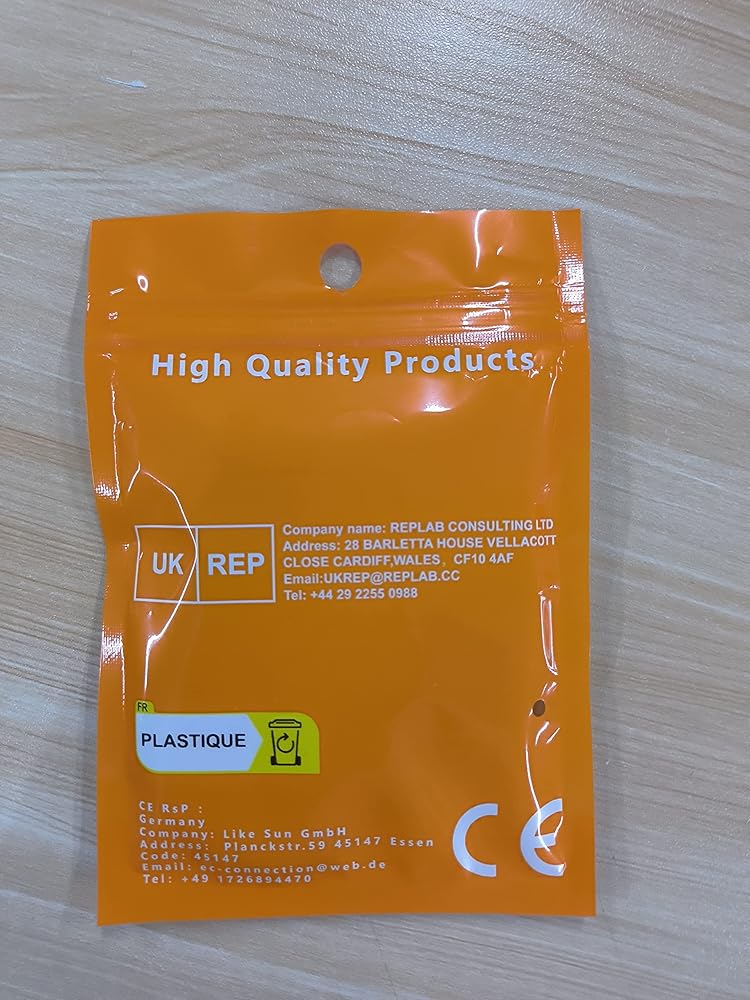 High Quality Products
UK REP
Company name: REPLAB CONSULTING LTD
Address: 28 BARLETTA HOUSE VELLACOTT
CLOSE CARDIFF,WALES, CF10 4AF
Email:UKREP@REPLAB.CC
Tel: +44 29 2255 0988
FR
PLASTIQUE
CE RsP :
Germany
Company: Like Sun GmbH
Address: Planckstr.59 45147 Essen
Code: 45147
Email: ec-connection@web.de
Tel: +49 1726894470
CE